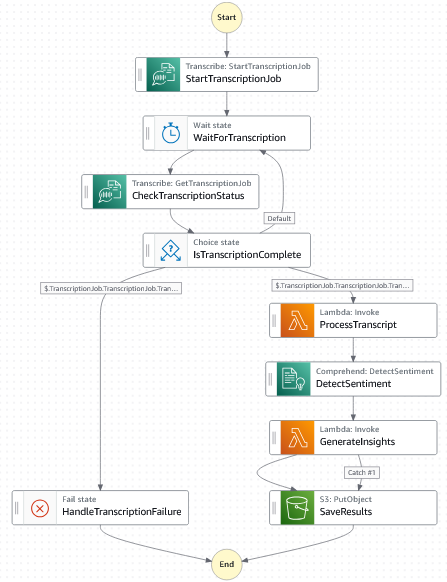 Start
Transcribe: StartTranscriptionJob
StartTranscriptionJob
Wait state
WaitForTranscription
Transcribe: GetTranscriptionJob
CheckTranscriptionStatus
Default
Choice state
IsTranscriptionComplete
$.TranscriptionJob.TranscriptionJob.Tran...
$.TranscriptionJob.TranscriptionJob.Tran...
Lambda: Invoke
ProcessTranscript
Comprehend: DetectSentiment
DetectSentiment
Lambda: Invoke
GenerateInsights
Catch #1
Fail state
HandleTranscriptionFailure
S3: PutObject
SaveResults
End